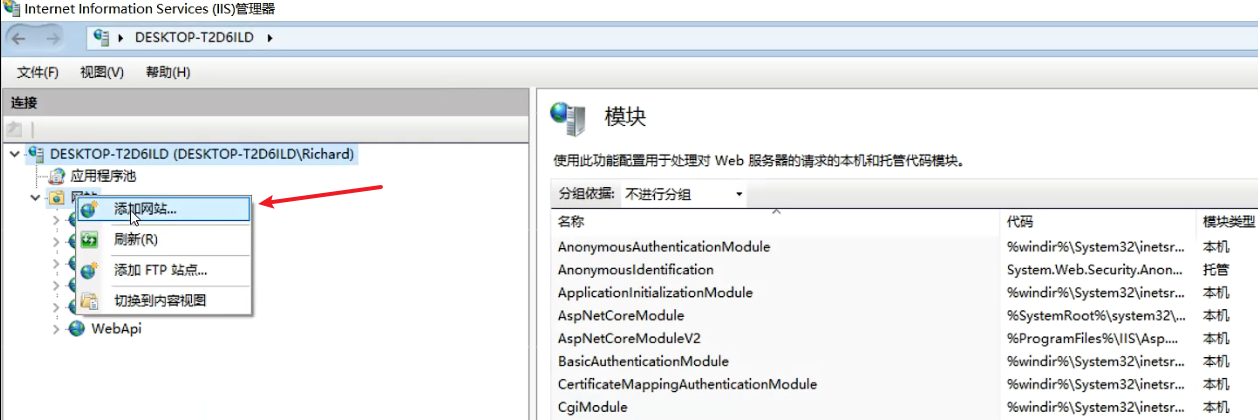 Internet Information Services (IIS)管理器
DESKTOP-T2D6ILD
文件(F) 视图(V) 帮助(H)
连接
DESKTOP-T2D6ILD (DESKTOP-T2D6ILD\Richard)
应用程序池
网站
添加网站...
刷新(R)
添加 FTP 站点...
切换到内容视图
WebApi
模块
使用此功能配置用于处理对 Web 服务器的请求的本机和托管代码模块。
分组依据: 不进行分组
名称 代码 模块类型
AnonymousAuthenticationModule %windir%\System32\inetsr... 本机
AnonymousIdentification System.Web.Security.Anon... 托管
ApplicationInitializationModule %windir%\System32\inetsr... 本机
AspNetCoreModule %SystemRoot%\system32\... 本机
AspNetCoreModuleV2 %ProgramFiles%\IIS\Asp.... 本机
BasicAuthenticationModule %windir%\System32\inetsr... 本机
CertificateMappingAuthenticationModule %windir%\System32\inetsr... 本机
CgiModule %windir%\System32\inetsr... 本机